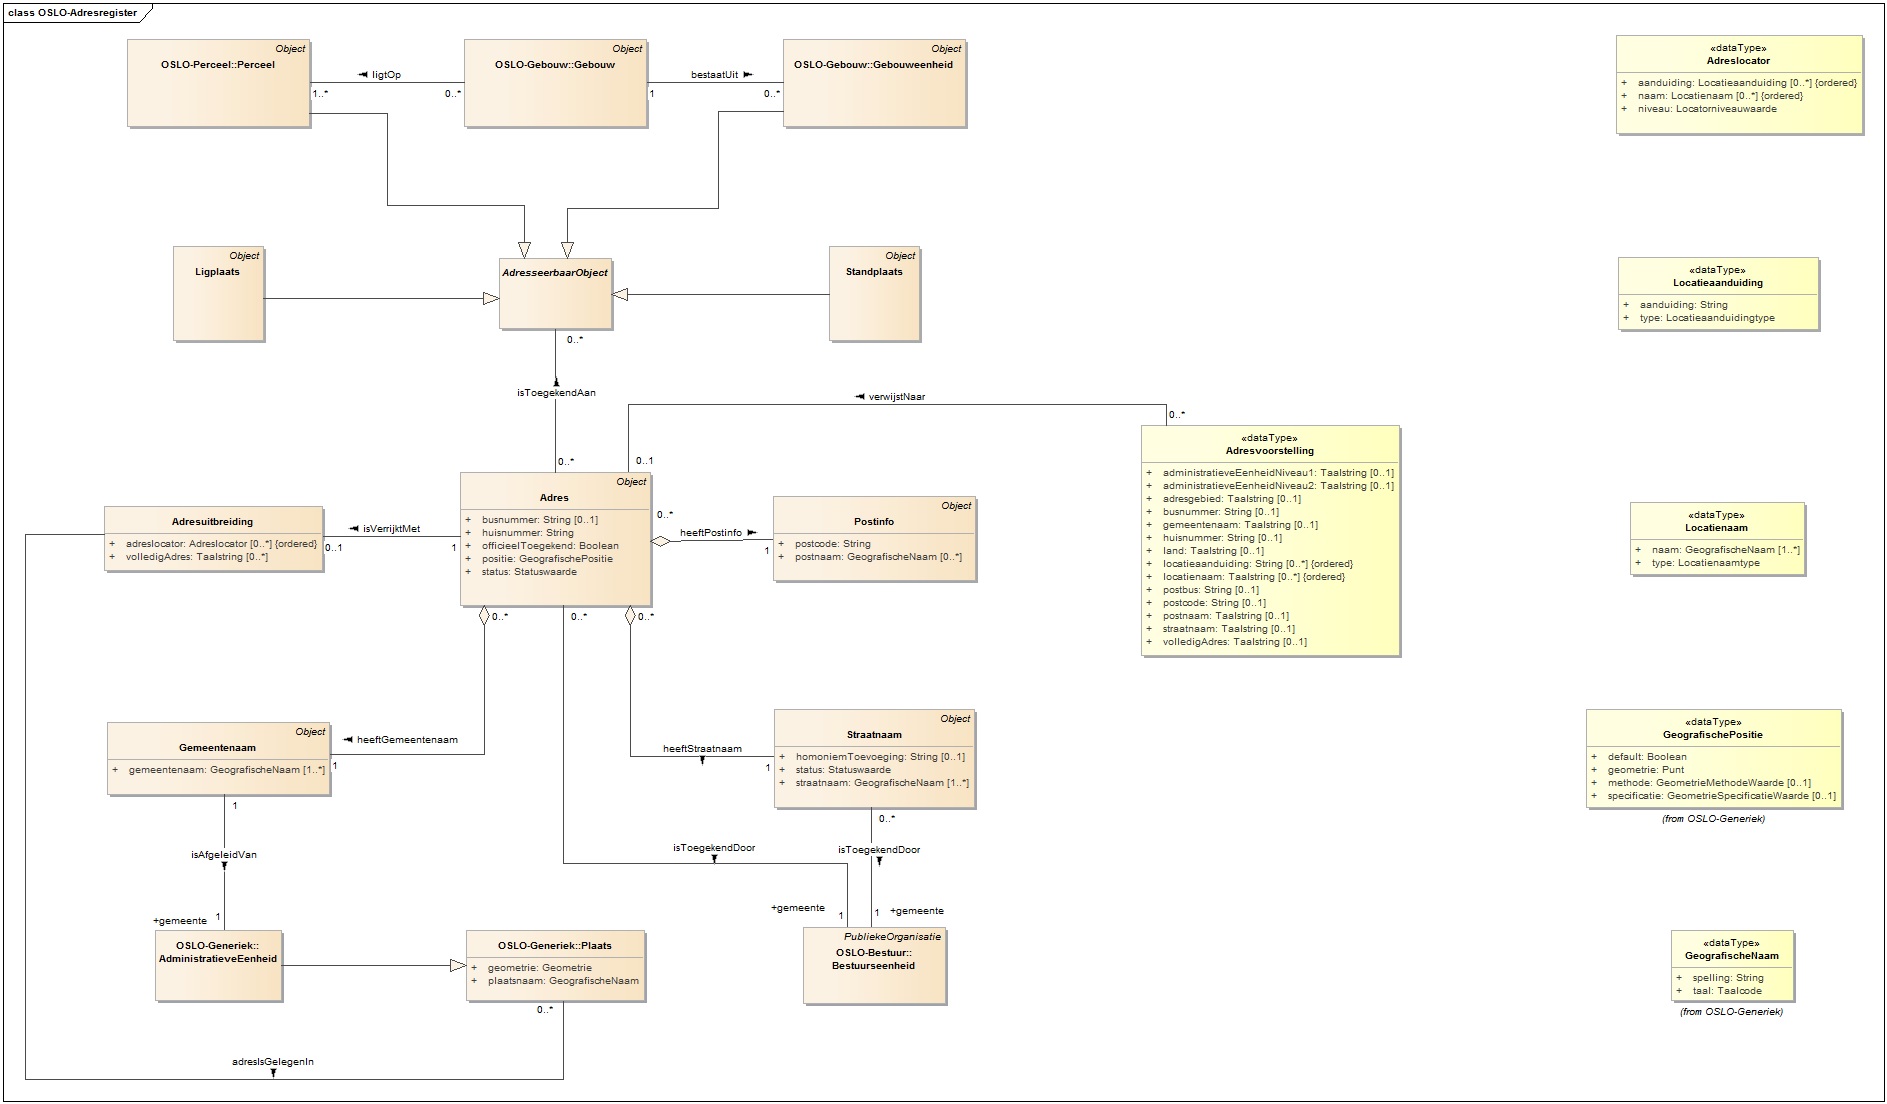 class OSLO-Adresregister
Object
OSLO-Perceel::Perceel
ligtOp
1..*
0..*
Object
OSLO-Gebouw::Gebouw
bestaatUit
1
0..*
Object
OSLO-Gebouw::Gebouweenheid
«dataType»
Adreslocator
+ aanduiding: Locatieaanduiding [0..*] {ordered}
+ naam: Locatienaam [0..*] {ordered}
+ niveau: Locatorniveauwaarde
Object
Ligplaats
AdresseerbaarObject
Object
Standplaats
«dataType»
Locatieaanduiding
+ aanduiding: String
+ type: Locatieaanduidingtype
0..*
isToegekendAan
0..*
verwijstNaar
0..*
0..1
«dataType»
Adresvoorstelling
+ administratieveEenheidNiveau1: Taalstring [0..1]
+ administratieveEenheidNiveau2: Taalstring [0..1]
+ adresgebied: Taalstring [0..1]
+ busnummer: String [0..1]
+ gemeentenaam: Taalstring [0..1]
+ huisnummer: String [0..1]
+ land: Taalstring [0..1]
+ locatieaanduiding: String [0..*] {ordered}
+ locatienaam: Taalstring [0..*] {ordered}
+ postbus: String [0..1]
+ postcode: String [0..1]
+ postnaam: Taalstring [0..1]
+ straatnaam: Taalstring [0..1]
+ volledigAdres: Taalstring [0..1]
Adresuitbreiding
+ adreslocator: Adreslocator [0..*] {ordered}
+ volledigAdres: Taalstring [0..*]
isVerrijktMet
0..1
1
Object
Adres
+ busnummer: String [0..1]
+ huisnummer: String
+ officieelToegekend: Boolean
+ positie: GeografischePositie
+ status: Statuswaarde
0..*
heeftPostinfo
1
Object
Postinfo
+ postcode: String
+ postnaam: GeografischeNaam [0..*]
«dataType»
Locatienaam
+ naam: GeografischeNaam [1..*]
+ type: Locatienaamtype
0..*
0..*
0..*
Object
Gemeentenaam
+ gemeentenaam: GeografischeNaam [1..*]
heeftGemeentenaam
1
heeftStraatnaam
1
Object
Straatnaam
+ homoniemToevoeging: String [0..1]
+ status: Statuswaarde
+ straatnaam: GeografischeNaam [1..*]
«dataType»
GeografischePositie
+ default: Boolean
+ geometrie: Punt
+ methode: GeometrieMethodeWaarde [0..1]
+ specificatie: GeometrieSpecificatieWaarde [0..1]
(from OSLO-Generiek)
1
isAfgeleidVan
+gemeente
1
0..*
isToegekendDoor
isToegekendDoor
+gemeente
1
1
+gemeente
OSLO-Generiek::
AdministratieveEenheid
OSLO-Generiek::Plaats
+ geometrie: Geometrie
+ plaatsnaam: GeografischeNaam
0..*
PubliekeOrganisatie
OSLO-Bestuur::
Bestuurseenheid
«dataType»
GeografischeNaam
+ spelling: String
+ taal: Taalcode
(from OSLO-Generiek)
adresIsGelegenIn